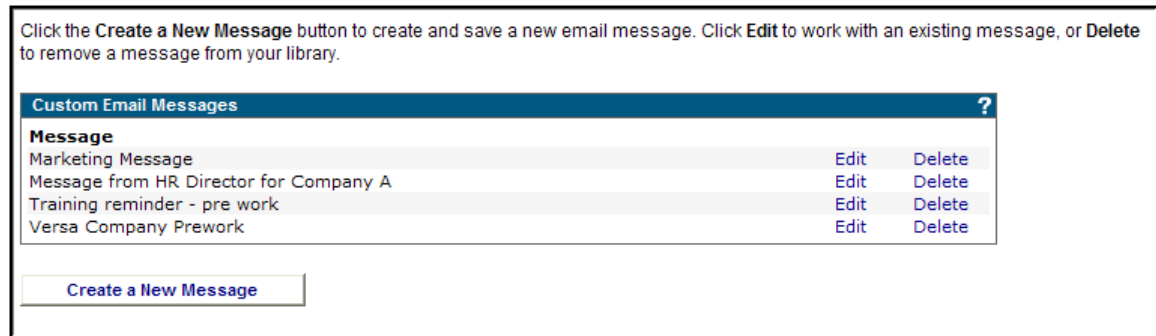 Click the Create a New Message button to create and save a new email message. Click Edit to work with an existing message, or Delete
to remove a message from your library.
Custom Email Messages ?
Message
Marketing Message Edit Delete
Message from HR Director for Company A Edit Delete
Training reminder - pre work Edit Delete
Versa Company Prework Edit Delete
Create a New Message